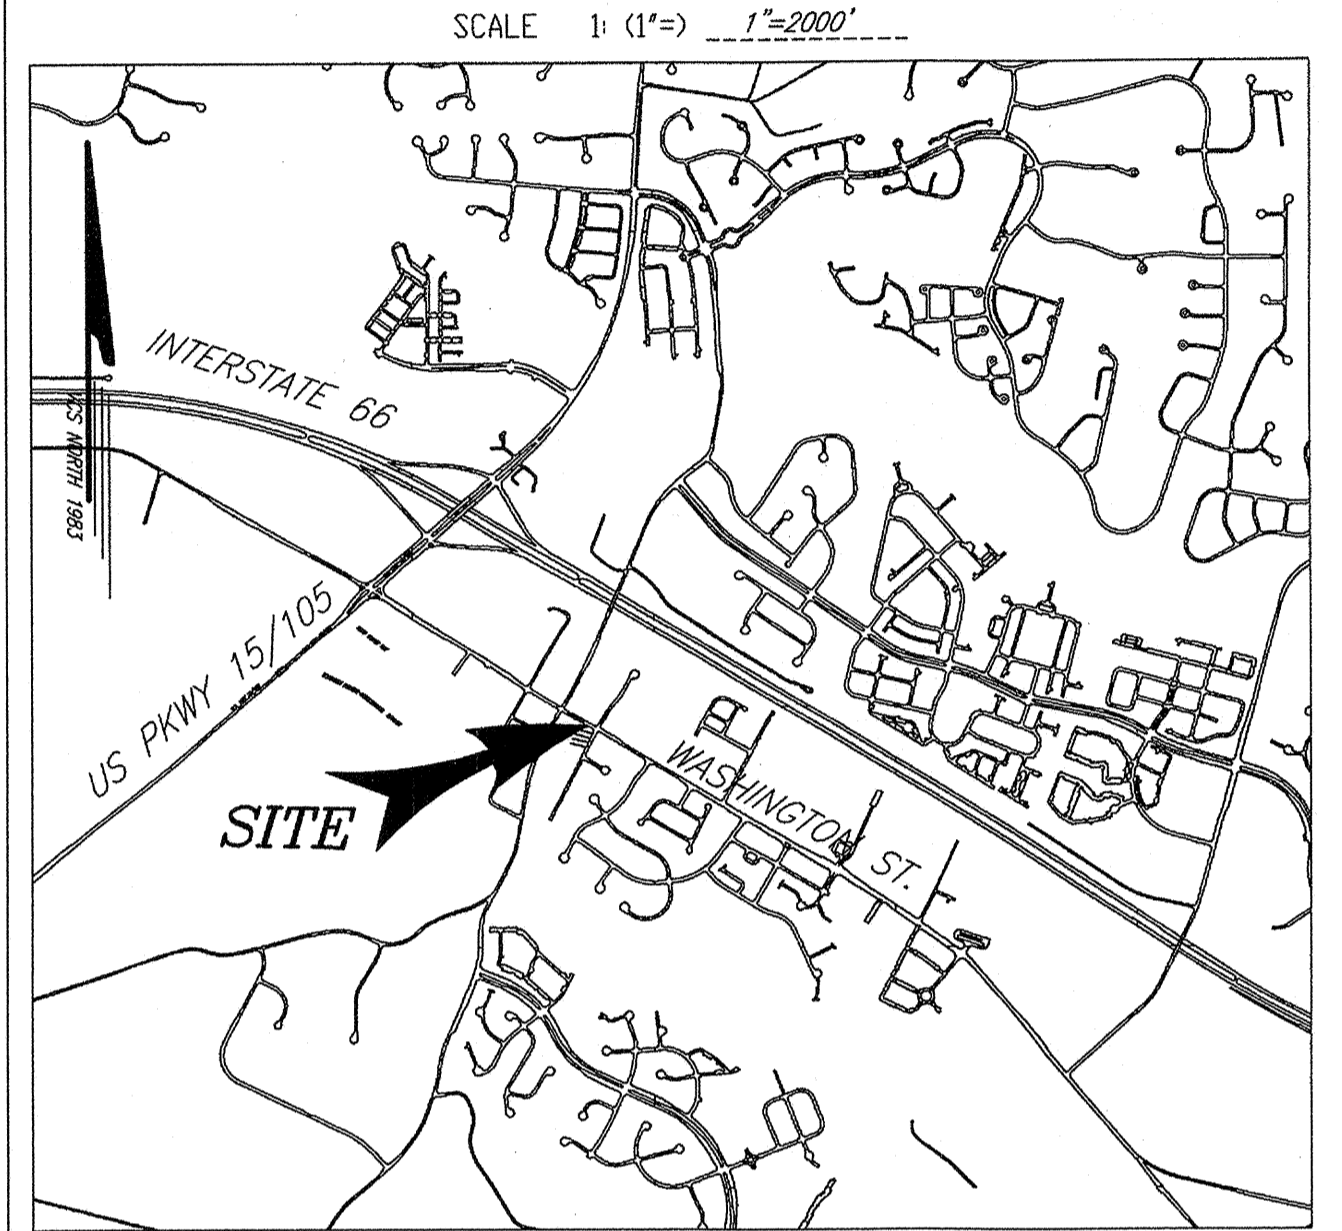 SCALE 1: (1"=) 1"=2000'
INTERSTATE 66
VCS NORTH 1983
US PKWY 15/105
SITE
WASHINGTON ST.